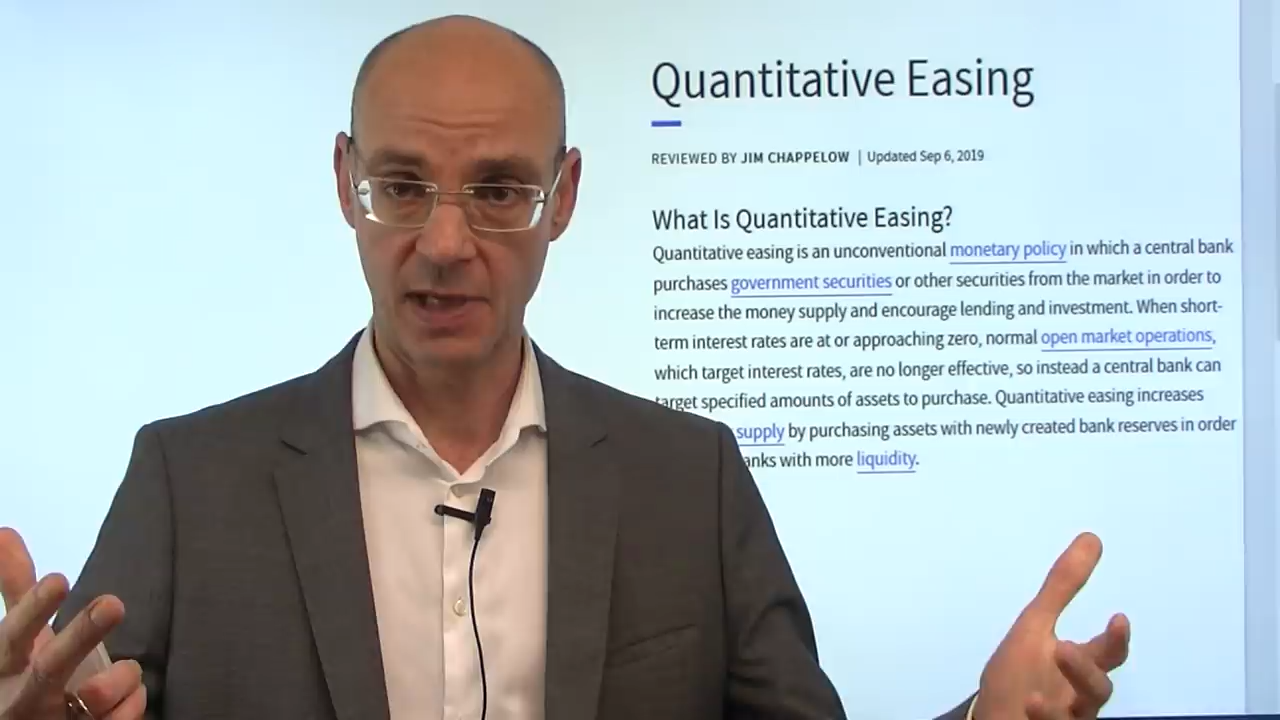 Quantitative Easing
REVIEWED BY JIM CHAPPELOW | Updated Sep 6, 2019
What Is Quantitative Easing?
Quantitative easing is an unconventional monetary policy in which a central bank
purchases government securities or other securities from the market in order to
increase the money supply and encourage lending and investment. When short-
term interest rates are at or approaching zero, normal open market operations,
which target interest rates, are no longer effective, so instead a central bank can
target specified amounts of assets to purchase. Quantitative easing increases
supply by purchasing assets with newly created bank reserves in order
with more liquidity.